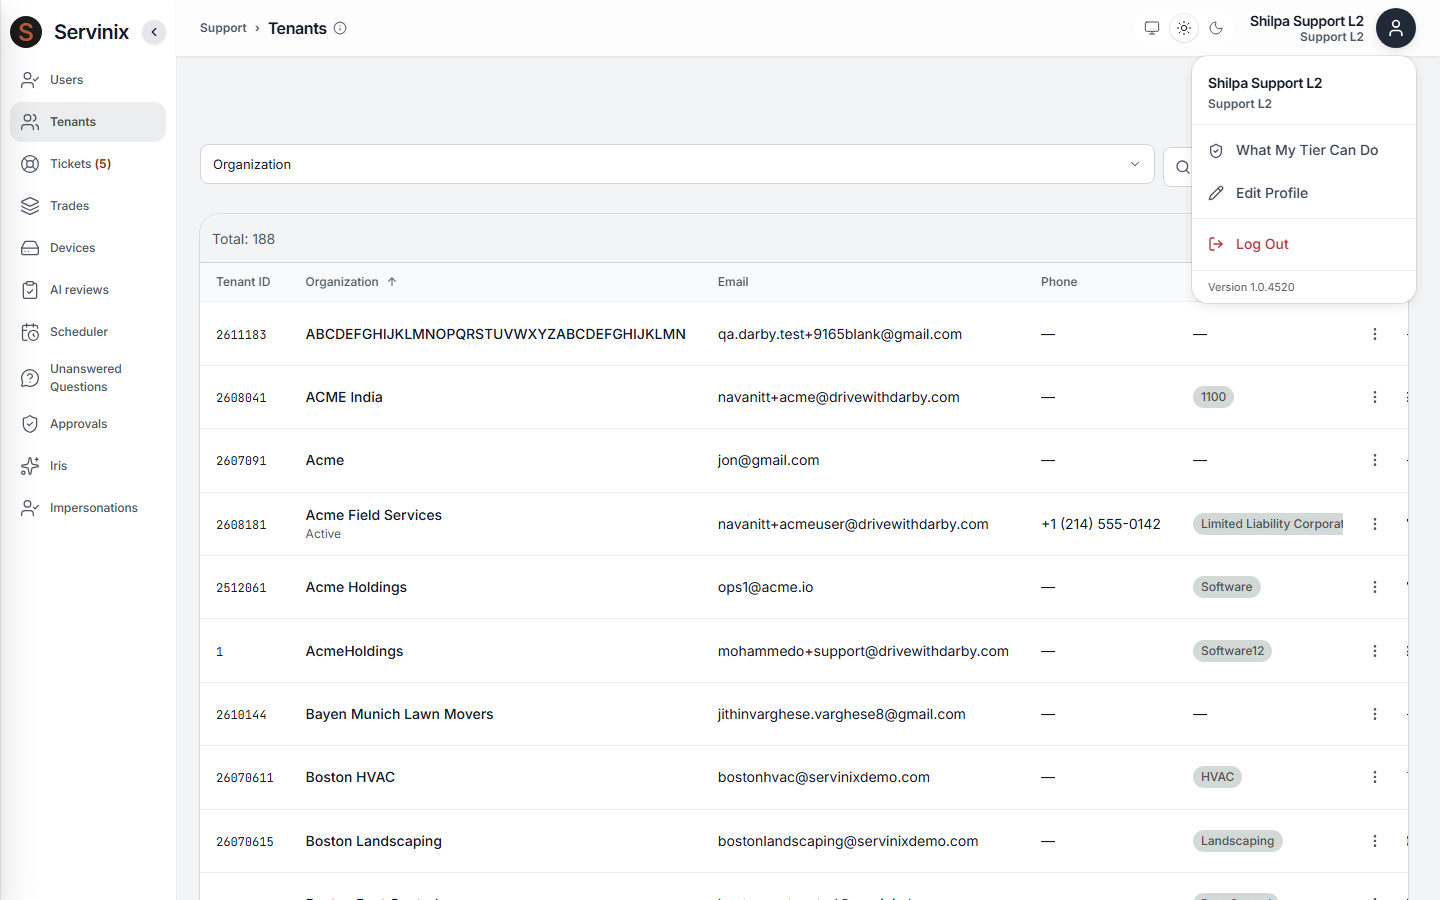 Servinix
Users
Tenants
Tickets (5)
Trades
Devices
AI reviews
Scheduler
Unanswered
Questions
Approvals
Iris
Impersonations
Support › Tenants
Shilpa Support L2
Support L2
Shilpa Support L2
Support L2
What My Tier Can Do
Edit Profile
Log Out
Version 1.0.4520
Organization
Total: 188
Tenant ID Organization Email Phone
2611183 ABCDEFGHIJKLMNOPQRSTUVWXYZABCDEFGHIJKLMN qa.darby.test+9165blank@gmail.com — —
2608041 ACME India navanitt+acme@drivewithdarby.com — 1100
2607091 Acme jon@gmail.com — —
2608181 Acme Field Services navanitt+acmeuser@drivewithdarby.com +1 (214) 555-0142 Limited Liability Corporat
Active
2512061 Acme Holdings ops1@acme.io — Software
1 AcmeHoldings mohammedo+support@drivewithdarby.com — Software12
2610144 Bayen Munich Lawn Movers jithinvarghese.varghese8@gmail.com — —
26070611 Boston HVAC bostonhvac@servinixdemo.com — HVAC
26070615 Boston Landscaping bostonlandscaping@servinixdemo.com — Landscaping